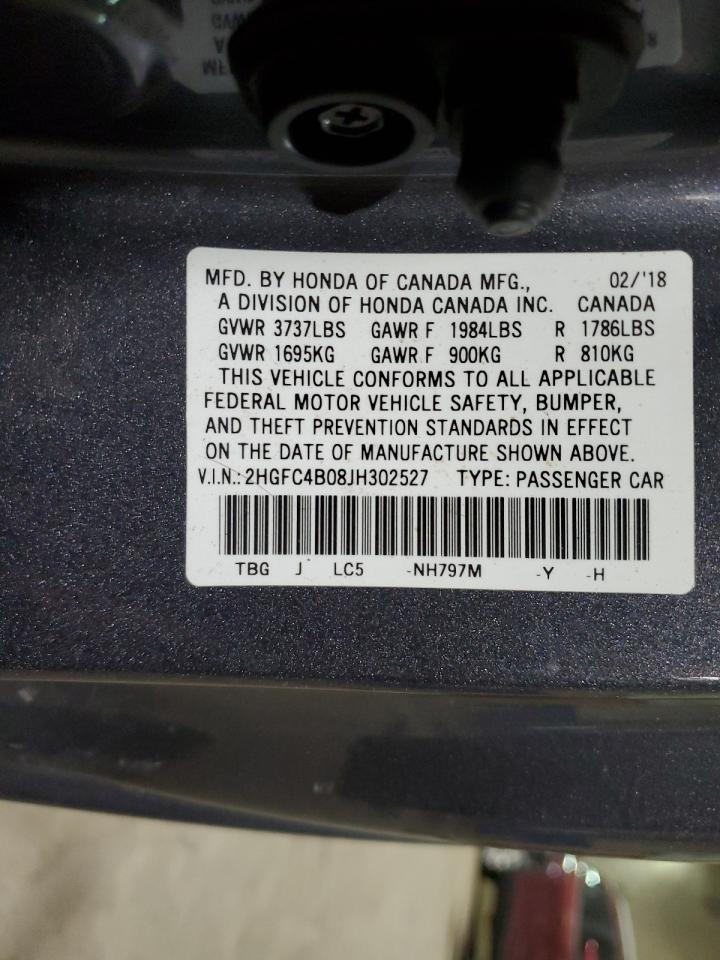 MFD. BY HONDA OF CANADA MFG., 02/'18
A DIVISION OF HONDA CANADA INC. CANADA
GVWR 3737LBS GAWR F 1984LBS R 1786LBS
GVWR 1695KG GAWR F 900KG R 810KG
THIS VEHICLE CONFORMS TO ALL APPLICABLE
FEDERAL MOTOR VEHICLE SAFETY, BUMPER,
AND THEFT PREVENTION STANDARDS IN EFFECT
ON THE DATE OF MANUFACTURE SHOWN ABOVE.
V.I.N.: 2HGFC4B08JH302527 TYPE: PASSENGER CAR
TBG J LC5 -NH797M -Y -H